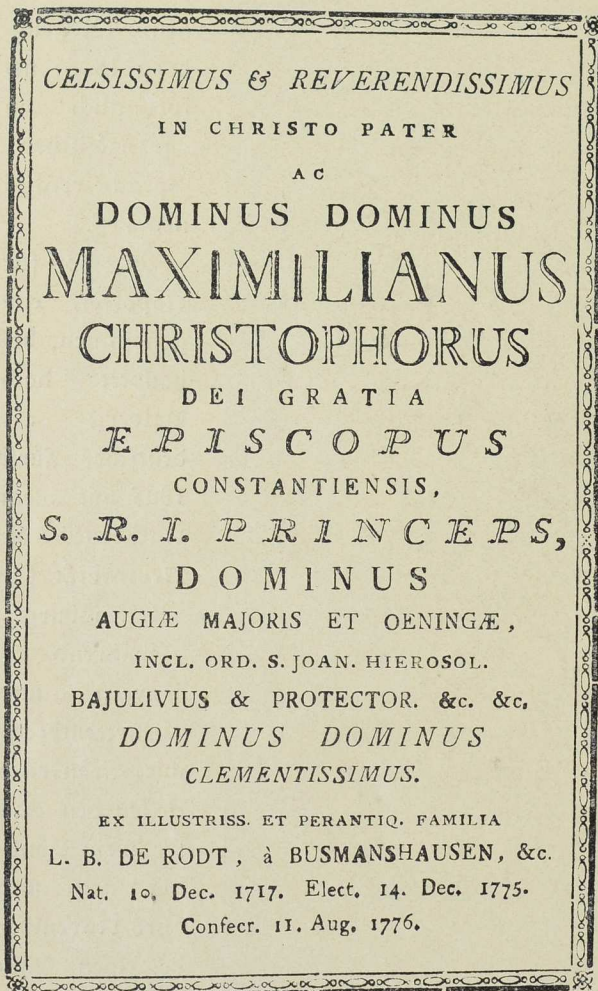 CELSISSIMUS & REVERENDISSIMUS
IN CHRISTO PATER
AC
DOMINUS DOMINUS
MAXIMILIANUS
CHRISTOPHORUS
DEI GRATIA
EPISCOPUS
CONSTANTIENSIS,
S. R. I. PRINCEPS,
DOMINUS
AUGIÆ MAJORIS ET OENINGÆ,
INCL. ORD. S. JOAN. HIEROSOL.
BAJULIVIUS & PROTECTOR. &c. &c.
DOMINUS DOMINUS
CLEMENTISSIMUS.
EX ILLUSTRISS. ET PERANTIQ. FAMILIA
L. B. DE RODT, à BUSMANSHAUSEN, &c.
Nat. 10. Dec. 1717. Elect. 14. Dec. 1775.
Conſecr. 11. Aug. 1776.